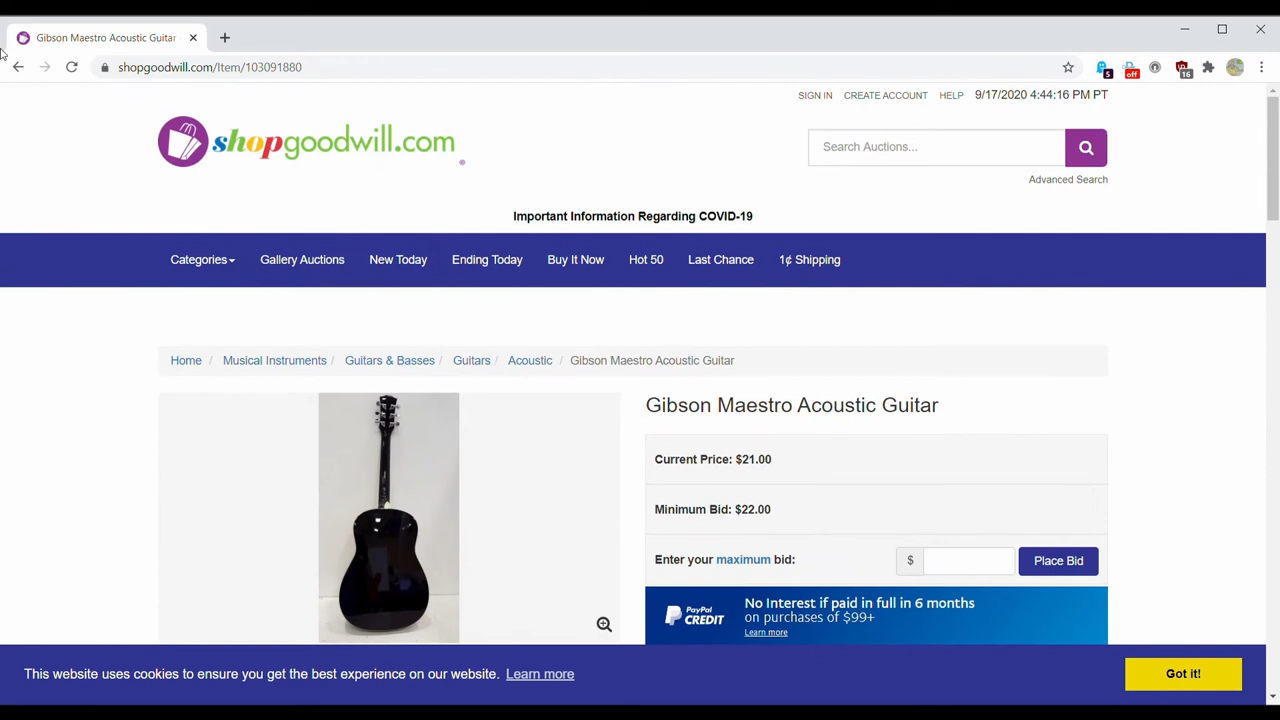 Gibson Maestro Acoustic Guitar
shopgoodwill.com/Item/103091880
5
off
16
SIGN IN CREATE ACCOUNT HELP 9/17/2020 4:44:16 PM PT
shopgoodwill.com
Search Auctions...
Advanced Search
Important Information Regarding COVID-19
Categories Gallery Auctions New Today Ending Today Buy It Now Hot 50 Last Chance 1¢ Shipping
Home / Musical Instruments / Guitars & Basses / Guitars / Acoustic / Gibson Maestro Acoustic Guitar
Gibson Maestro Acoustic Guitar
Current Price: $21.00
Minimum Bid: $22.00
Enter your maximum bid: $ Place Bid
PayPal CREDIT
No Interest if paid in full in 6 months
on purchases of $99+
Learn more
This website uses cookies to ensure you get the best experience on our website. Learn more
Got it!